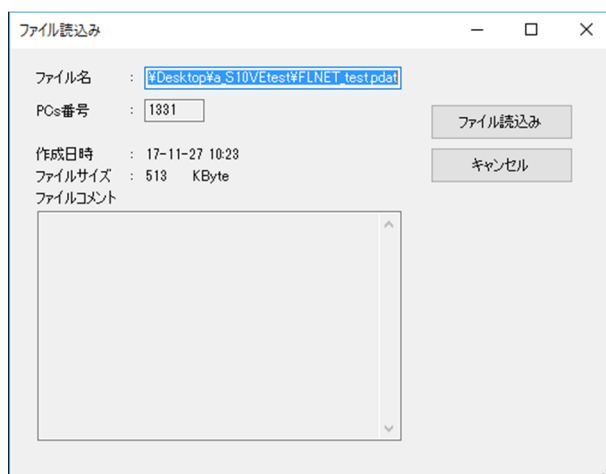 ファイル読込み
ファイル名 : ¥Desktop¥a_S10VEtest¥FLNET_test.pdat
PCs番号 : 1331
ファイル読込み
作成日時 : 17-11-27 10:23
キャンセル
ファイルサイズ : 513 KByte
ファイルコメント